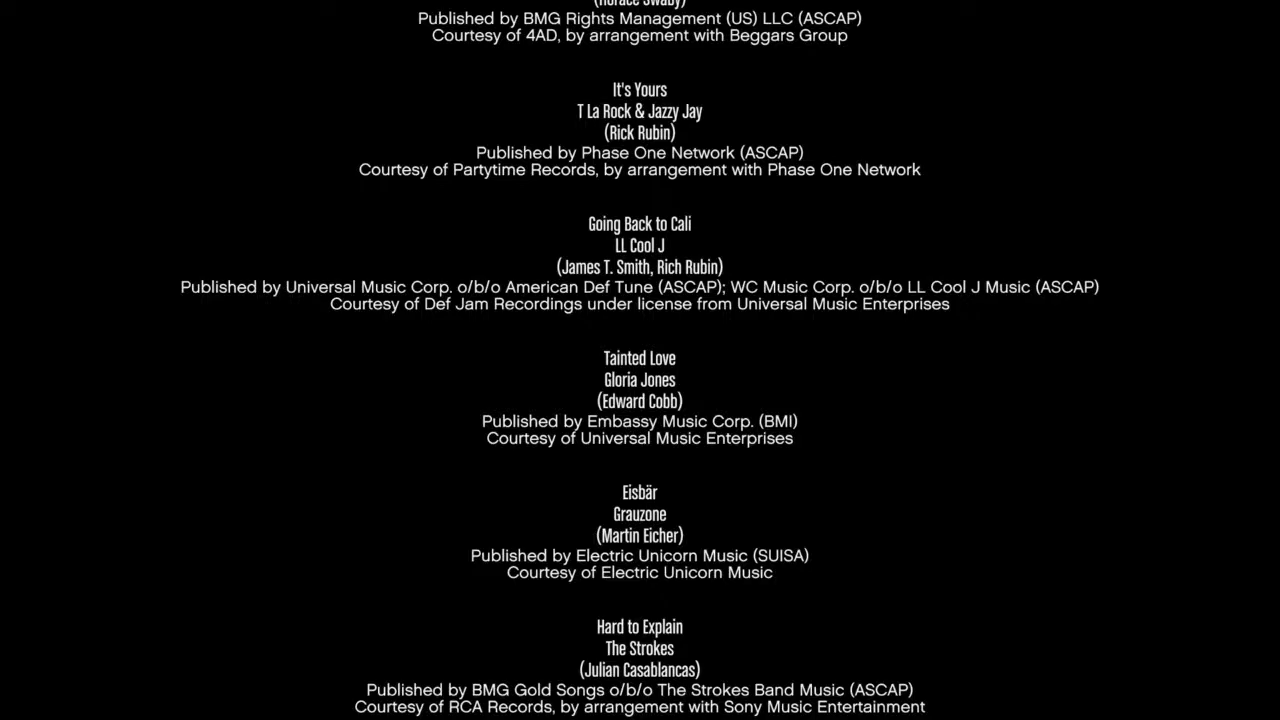 (Horace Swaby)
Published by BMG Rights Management (US) LLC (ASCAP)
Courtesy of 4AD, by arrangement with Beggars Group
It's Yours
T La Rock & Jazzy Jay
(Rick Rubin)
Published by Phase One Network (ASCAP)
Courtesy of Partytime Records, by arrangement with Phase One Network
Going Back to Cali
LL Cool J
(James T. Smith, Rich Rubin)
Published by Universal Music Corp. o/b/o American Def Tune (ASCAP); WC Music Corp. o/b/o LL Cool J Music (ASCAP)
Courtesy of Def Jam Recordings under license from Universal Music Enterprises
Tainted Love
Gloria Jones
(Edward Cobb)
Published by Embassy Music Corp. (BMI)
Courtesy of Universal Music Enterprises
Eisbär
Grauzone
(Martin Eicher)
Published by Electric Unicorn Music (SUISA)
Courtesy of Electric Unicorn Music
Hard to Explain
The Strokes
(Julian Casablancas)
Published by BMG Gold Songs o/b/o The Strokes Band Music (ASCAP)
Courtesy of RCA Records, by arrangement with Sony Music Entertainment